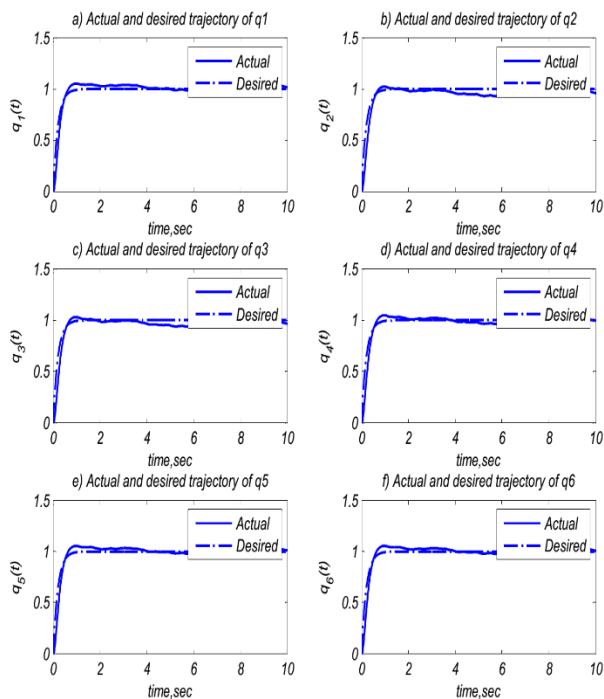 a) Actual and desired trajectory of q1
1.5
1
0.5
0
q1(t)
Actual
Desired
0 2 4 6 8 10
time,sec
b) Actual and desired trajectory of q2
1.5
1
0.5
0
q2(t)
Actual
Desired
0 2 4 6 8 10
time,sec
c) Actual and desired trajectory of q3
1.5
1
0.5
0
q3(t)
Actual
Desired
0 2 4 6 8 10
time,sec
d) Actual and desired trajectory of q4
1.5
1
0.5
0
q4(t)
Actual
Desired
0 2 4 6 8 10
time,sec
e) Actual and desired trajectory of q5
1.5
1
0.5
0
q5(t)
Actual
Desired
0 2 4 6 8 10
time,sec
f) Actual and desired trajectory of q6
1.5
1
0.5
0
q6(t)
Actual
Desired
0 2 4 6 8 10
time,sec